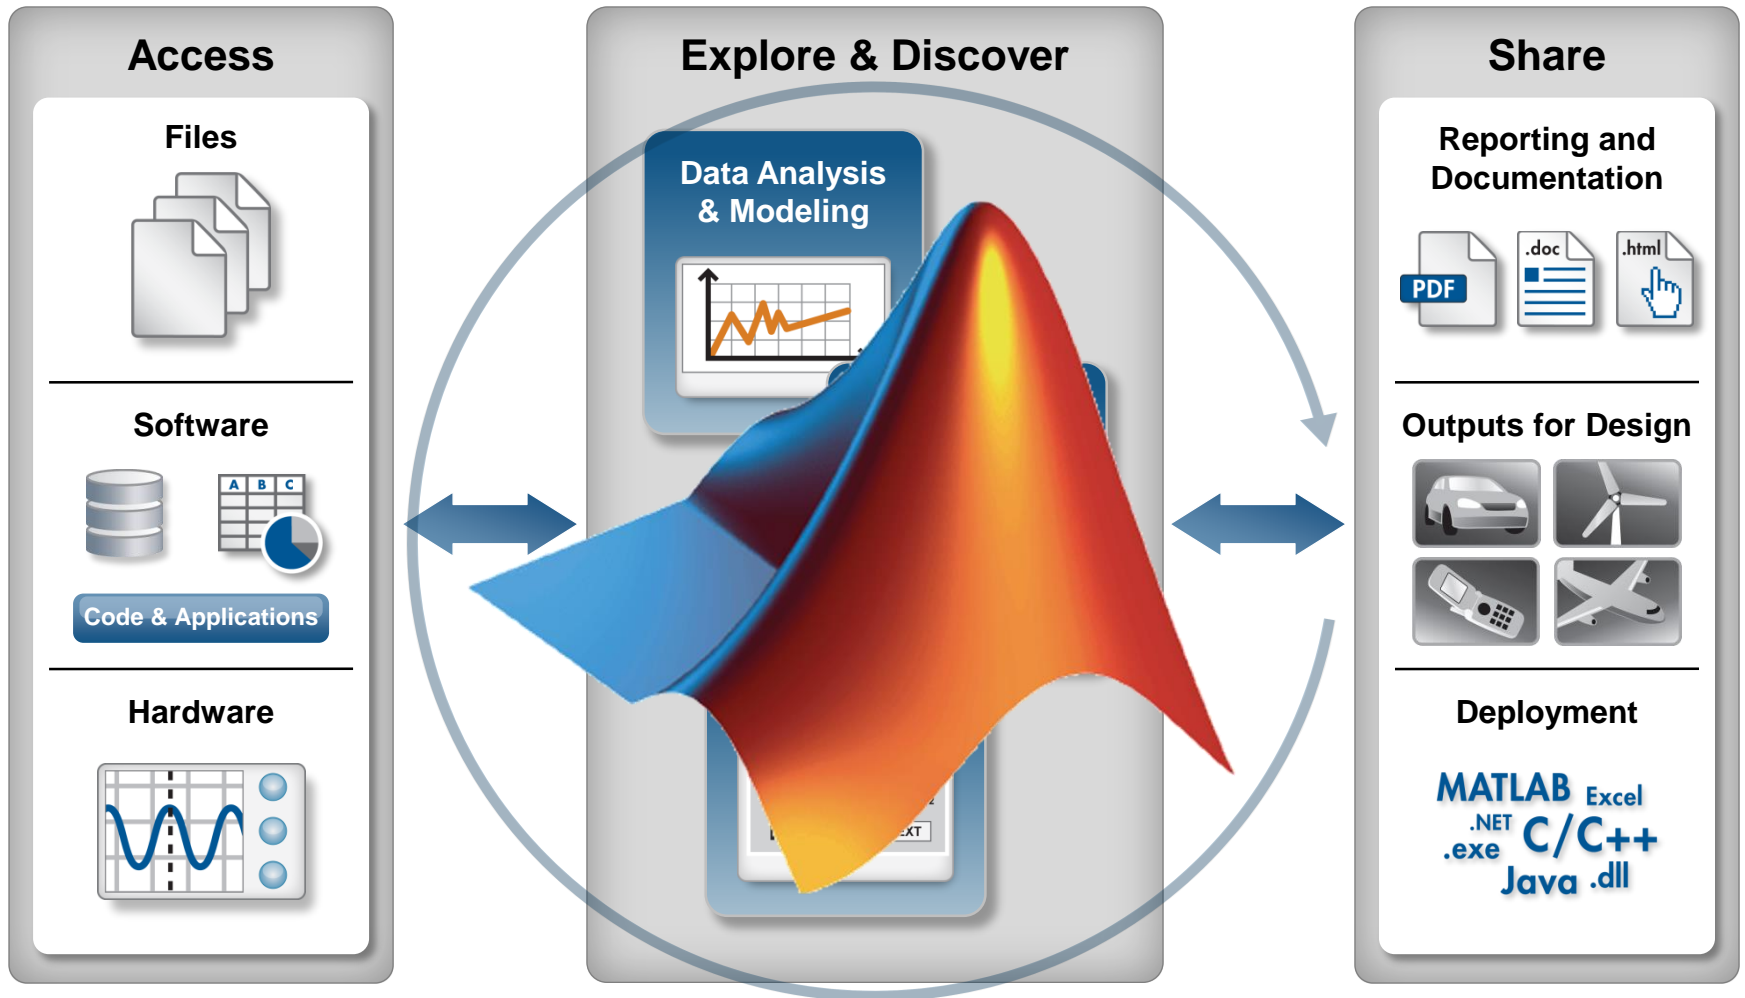 Access
Files
Software
A B C
Code & Applications
Hardware
Explore & Discover
Data Analysis
& Modeling
Share
Reporting and
Documentation
PDF
.doc
.html
Outputs for Design
Deployment
MATLAB Excel
.NET C/C++
.exe
Java .dll